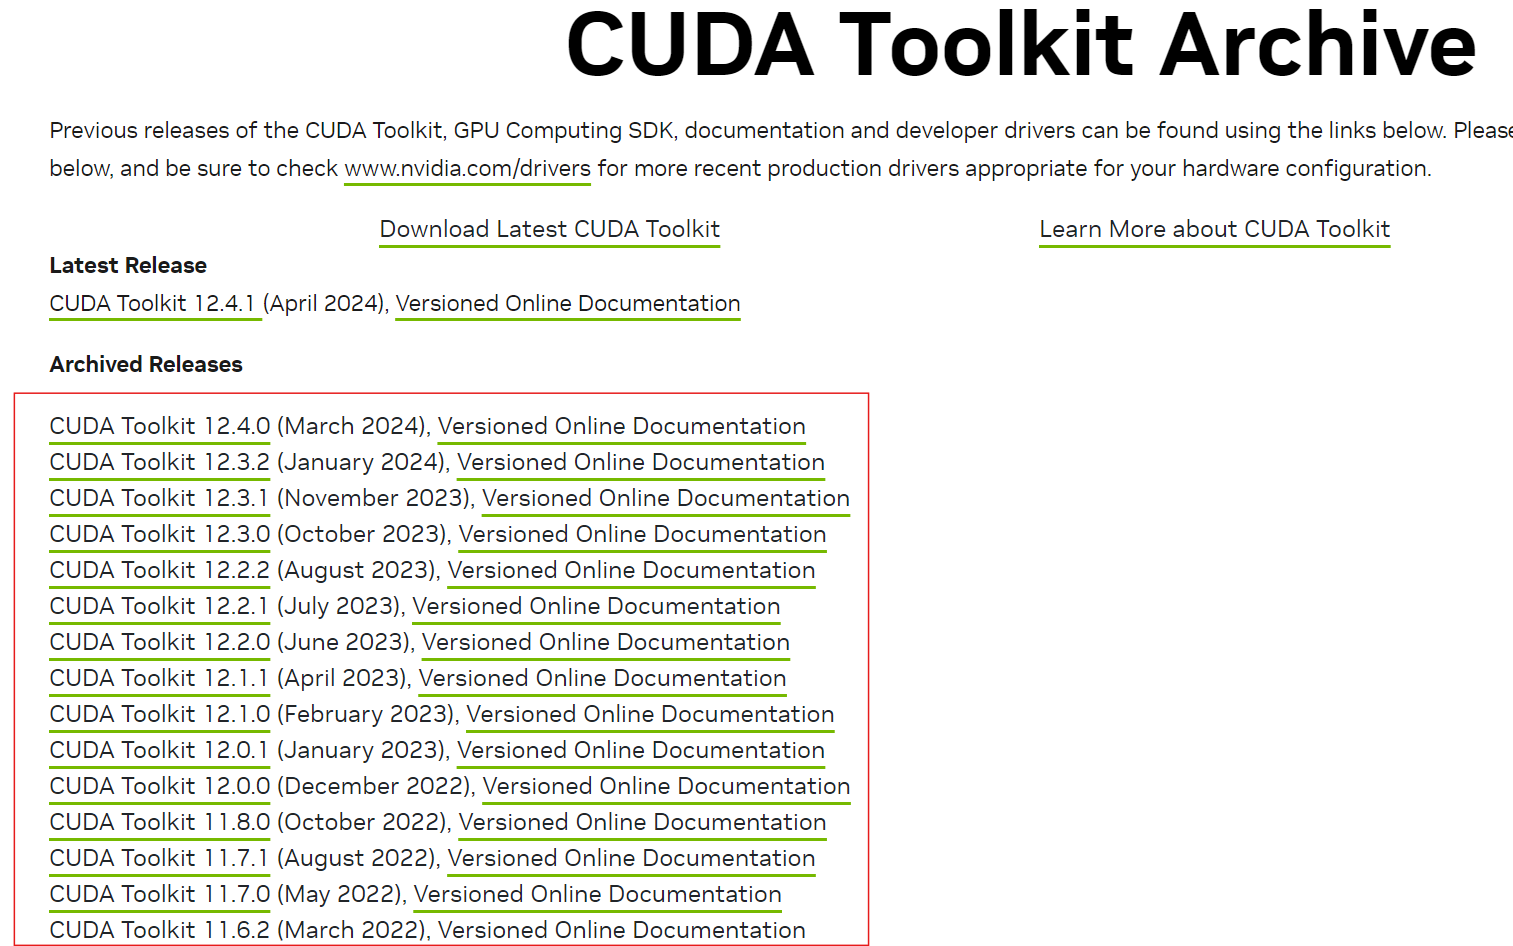 CUDA Toolkit Archive
Previous releases of the CUDA Toolkit, GPU Computing SDK, documentation and developer drivers can be found using the links below. Please
below, and be sure to check www.nvidia.com/drivers for more recent production drivers appropriate for your hardware configuration.
Download Latest CUDA Toolkit Learn More about CUDA Toolkit
Latest Release
CUDA Toolkit 12.4.1 (April 2024), Versioned Online Documentation
Archived Releases
CUDA Toolkit 12.4.0 (March 2024), Versioned Online Documentation
CUDA Toolkit 12.3.2 (January 2024), Versioned Online Documentation
CUDA Toolkit 12.3.1 (November 2023), Versioned Online Documentation
CUDA Toolkit 12.3.0 (October 2023), Versioned Online Documentation
CUDA Toolkit 12.2.2 (August 2023), Versioned Online Documentation
CUDA Toolkit 12.2.1 (July 2023), Versioned Online Documentation
CUDA Toolkit 12.2.0 (June 2023), Versioned Online Documentation
CUDA Toolkit 12.1.1 (April 2023), Versioned Online Documentation
CUDA Toolkit 12.1.0 (February 2023), Versioned Online Documentation
CUDA Toolkit 12.0.1 (January 2023), Versioned Online Documentation
CUDA Toolkit 12.0.0 (December 2022), Versioned Online Documentation
CUDA Toolkit 11.8.0 (October 2022), Versioned Online Documentation
CUDA Toolkit 11.7.1 (August 2022), Versioned Online Documentation
CUDA Toolkit 11.7.0 (May 2022), Versioned Online Documentation
CUDA Toolkit 11.6.2 (March 2022), Versioned Online Documentation